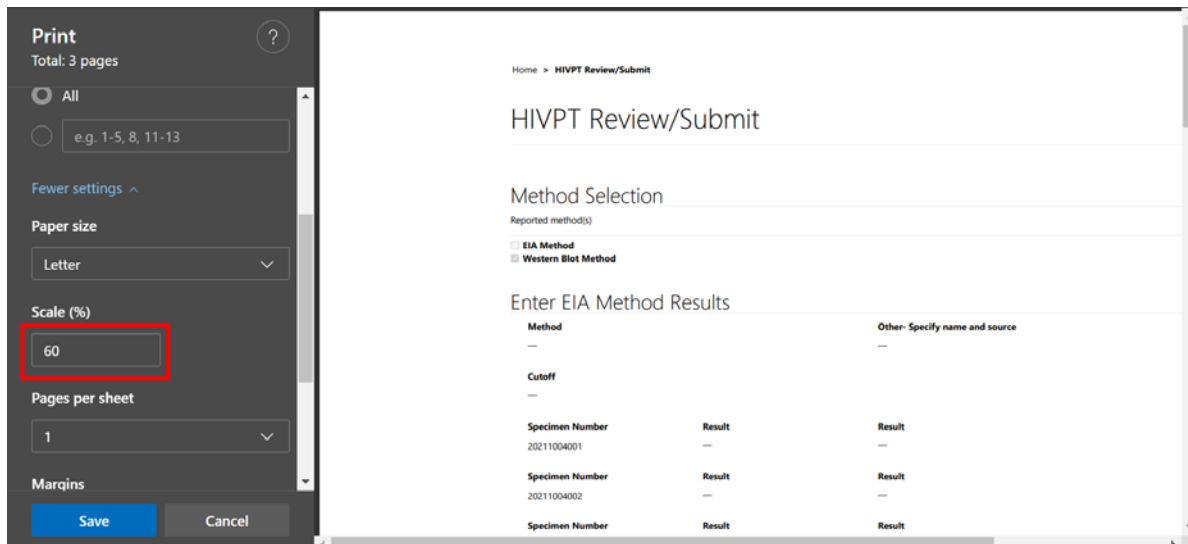 Print
?
Total: 3 pages
All
e.g. 1-5, 8, 11-13
Fewer settings
Paper size
Letter
Scale (%)
60
Pages per sheet
1
Margins
Save Cancel
Home > HIVPT Review/Submit
HIVPT Review/Submit
Method Selection
Reported method(s)
EIA Method
Western Blot Method
Enter EIA Method Results
Method Other- Specify name and source
— —
Cutoff
—
Specimen Number Result Result
20211004001 — —
Specimen Number Result Result
20211004002 — —
Specimen Number Result Result